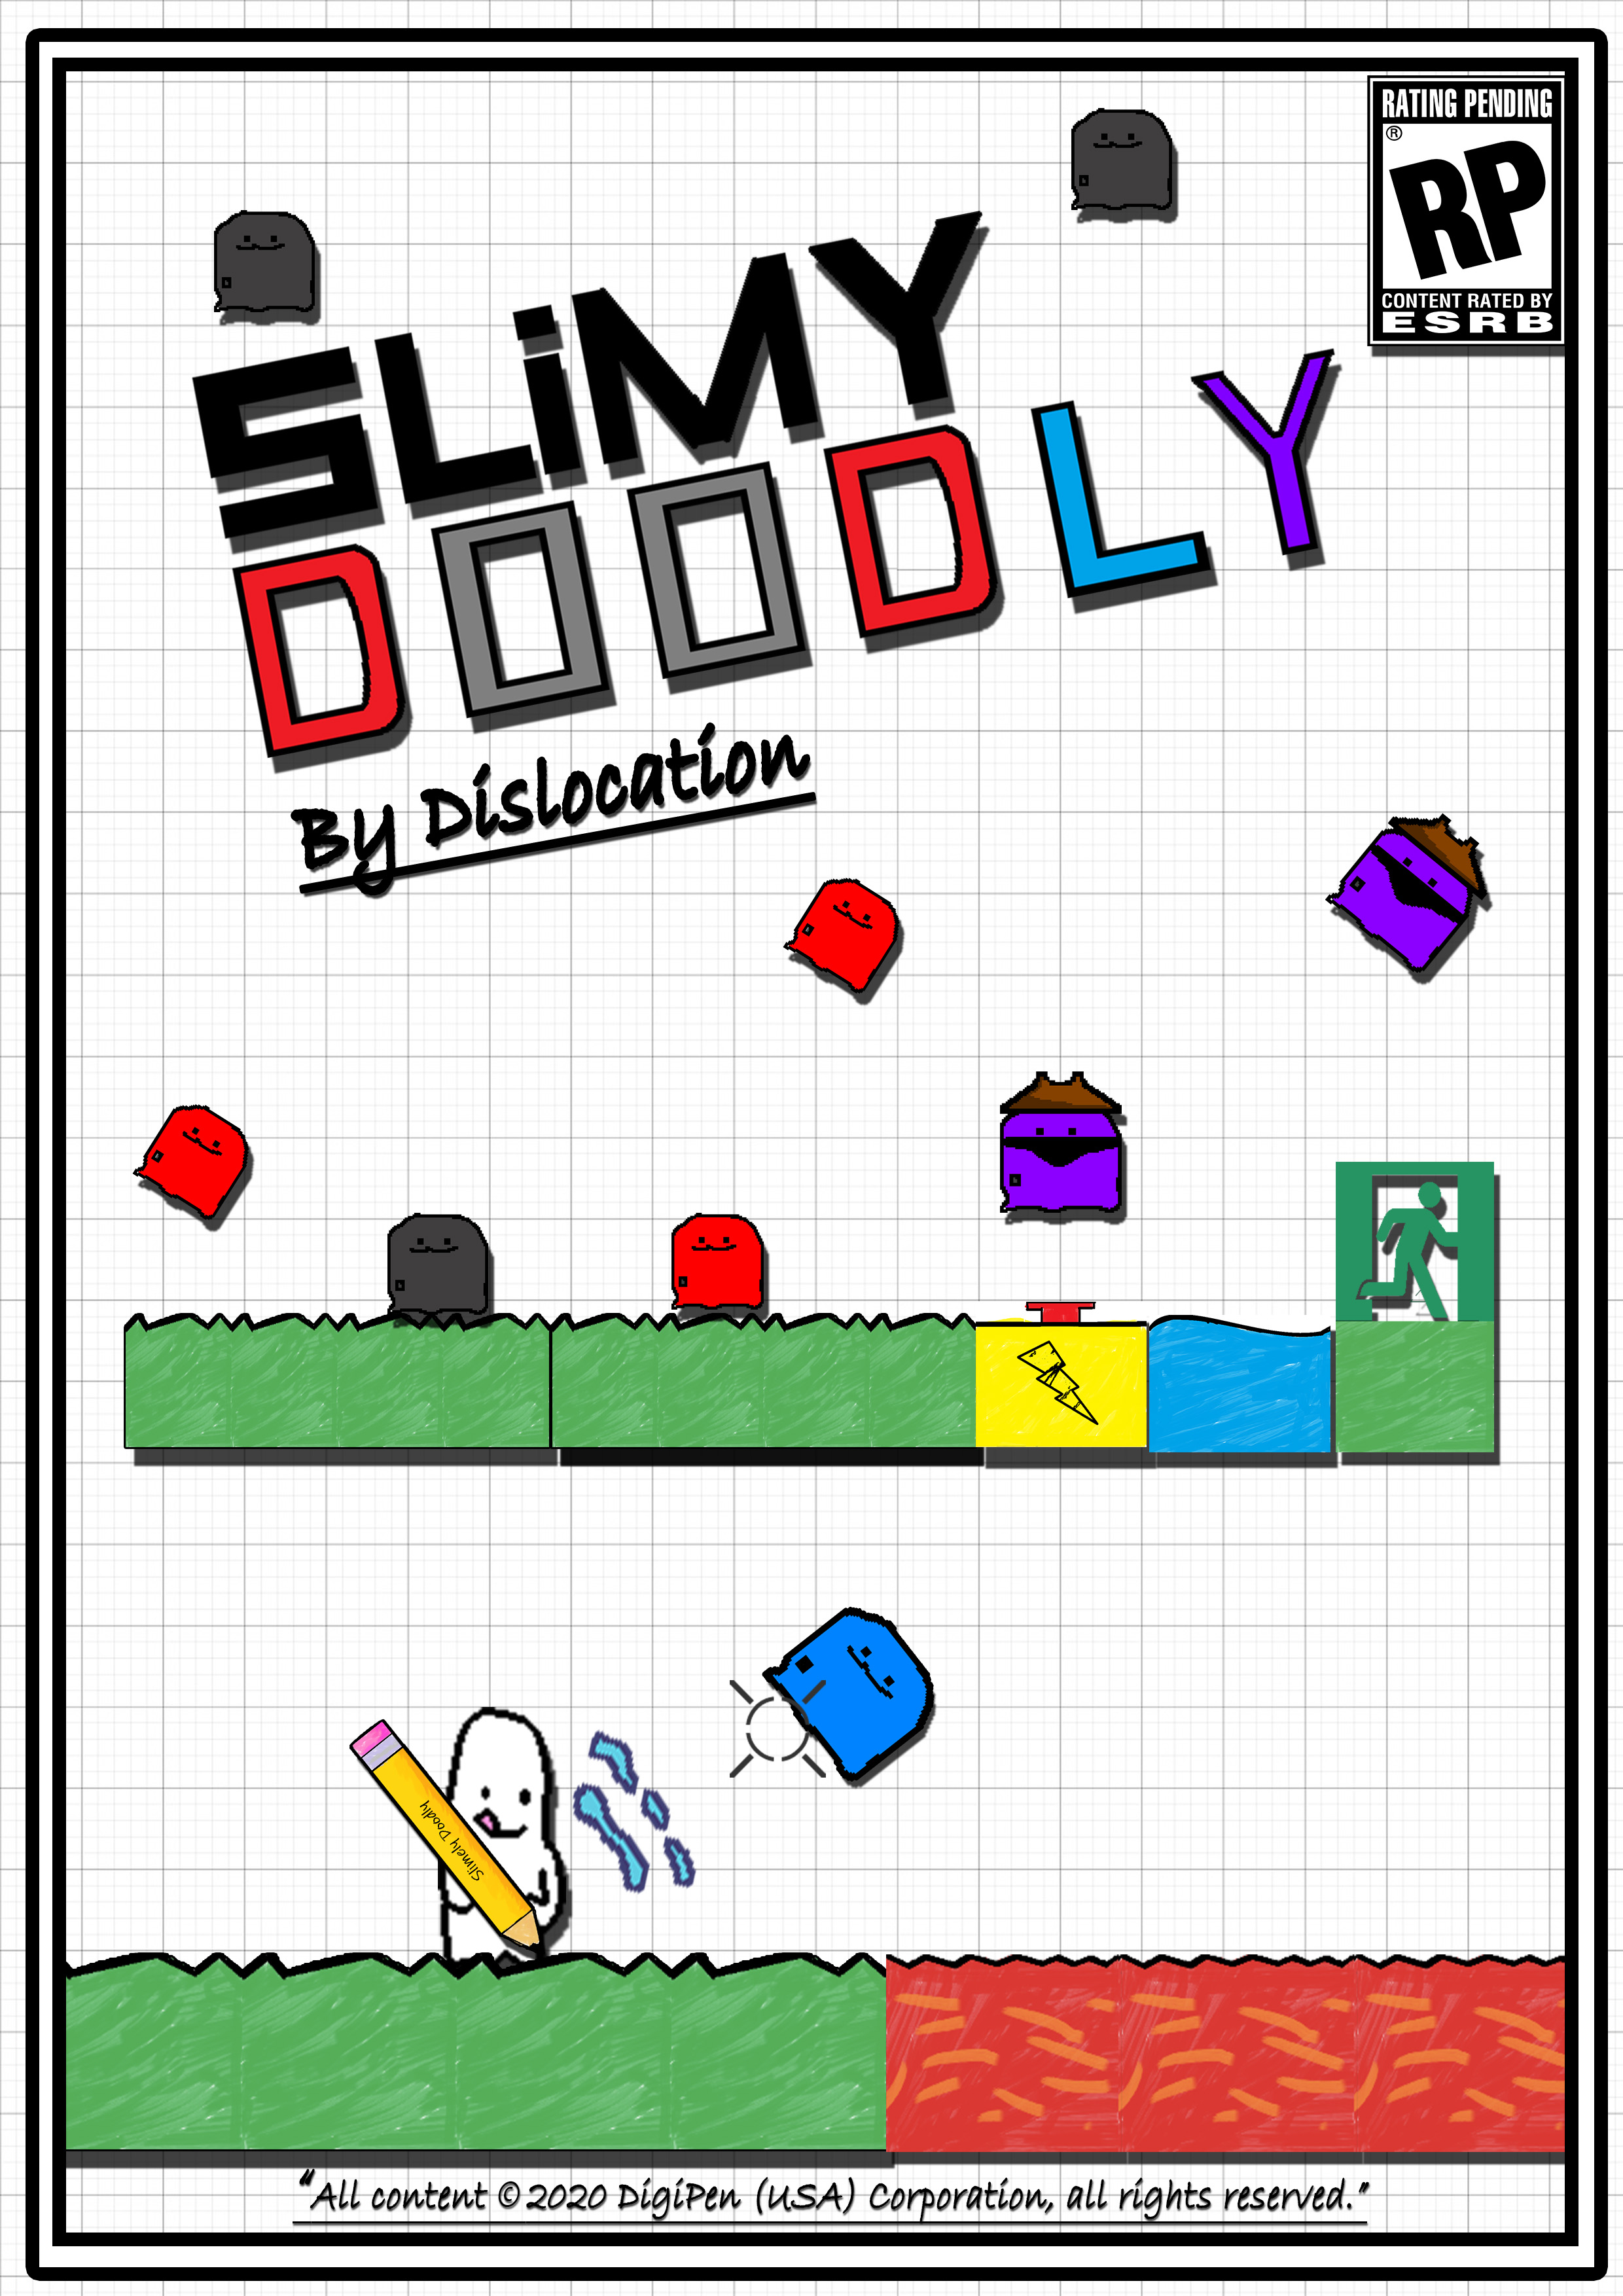 RATING PENDING
®
RP
CONTENT RATED BY
ESRB
SLiMY
DOODLY
By Dislocation
Slimely Doodly
"All content © 2020 DigiPen (USA) Corporation, all rights reserved."